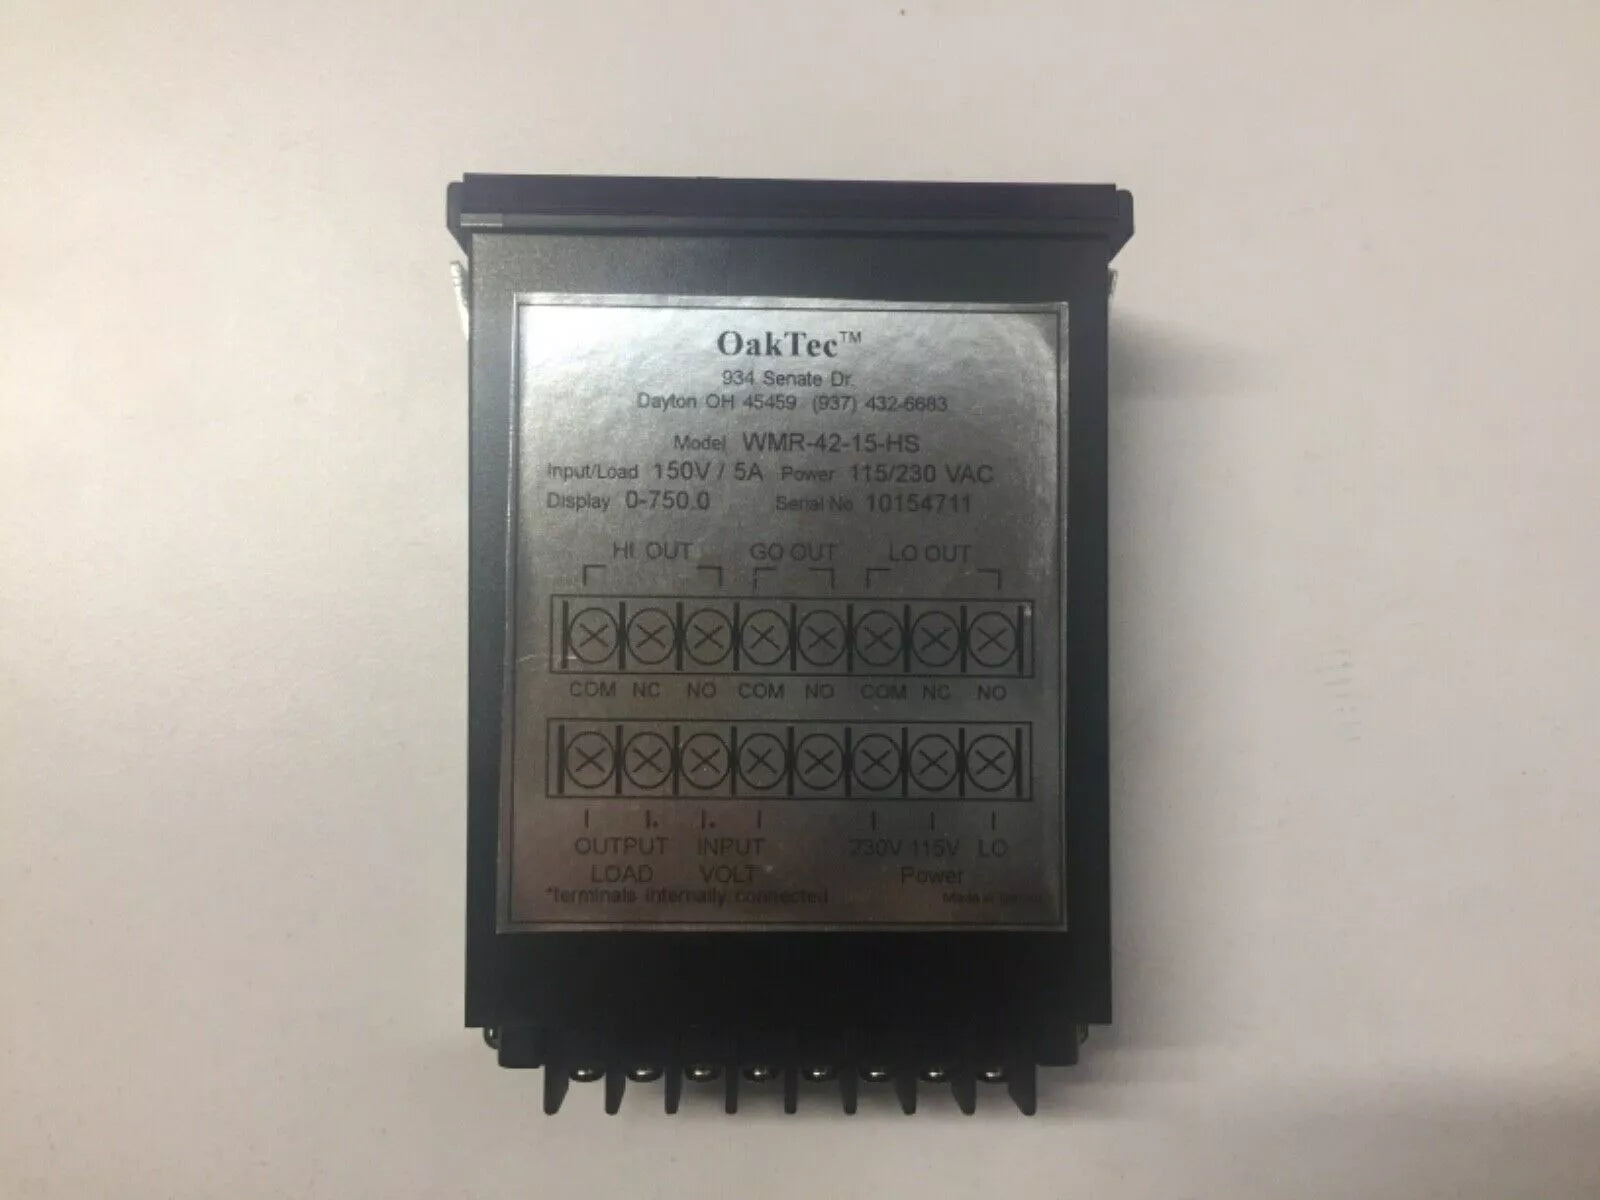 OakTec™
934 Senate Dr.
Dayton OH 45459 (937) 432-6683
Model WMR-42-15-HS
Input/Load 150V / 5A Power 115/230 VAC
Display 0-750.0 Serial No 10154711
HI OUT GO OUT LO OUT
COM NC NO COM NO COM NC NO
OUTPUT INPUT 230V 115V LO
LOAD VOLT Power
*terminals internally connected Made in